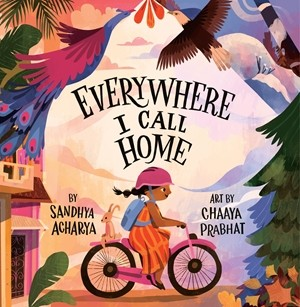 EVERYWHERE
I CALL
HOME
BY
SANDHYA
ACHARYA
ART BY
CHAAYA
PRABHAT